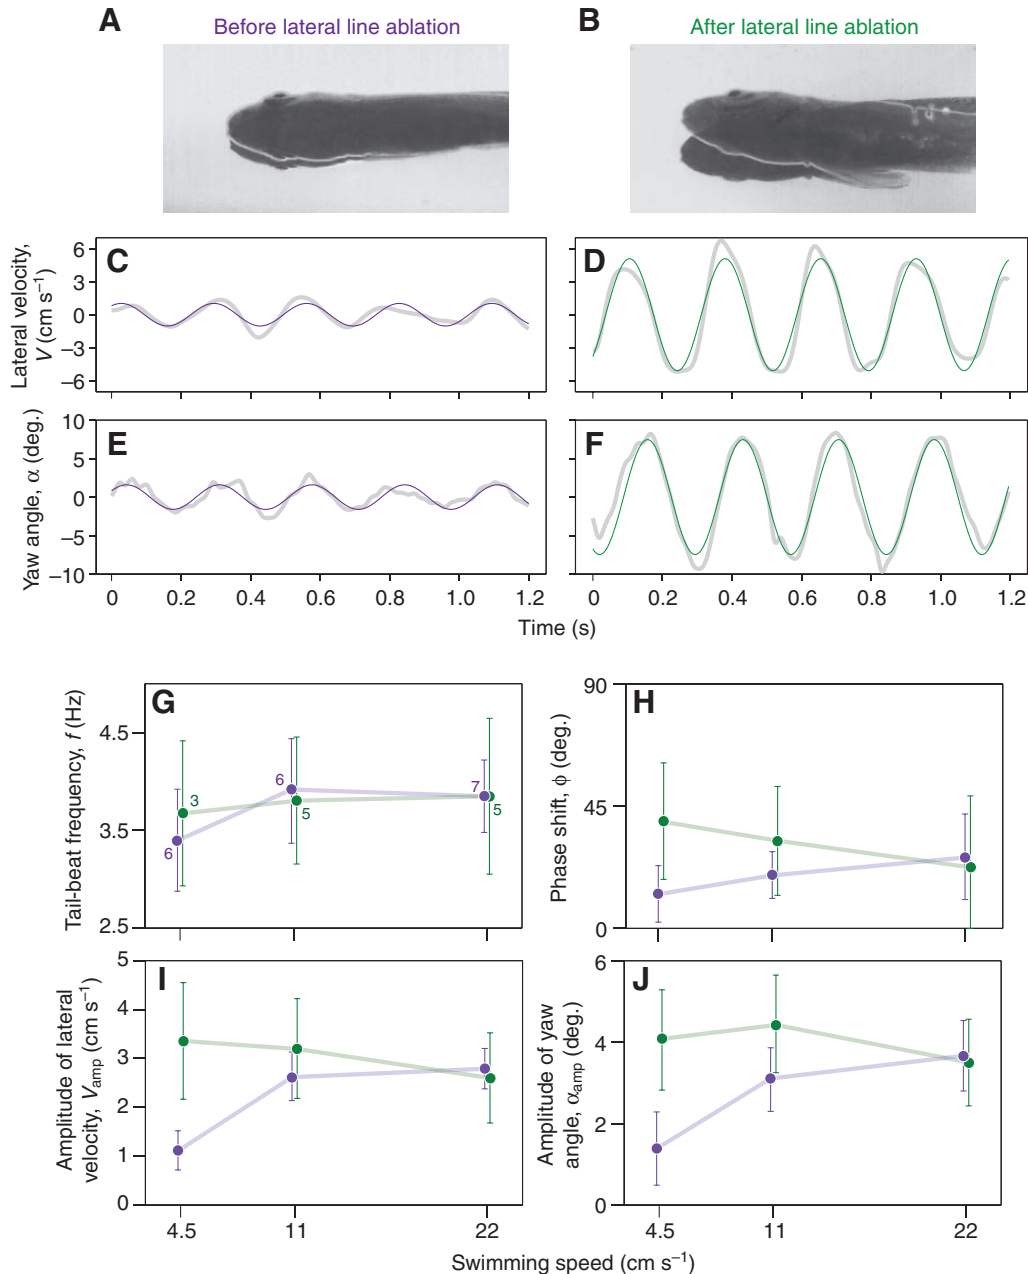 A Before lateral line ablation
B After lateral line ablation
C
Lateral velocity,
V (cm s⁻¹)
6
3
0
−3
−6
D
E
Yaw angle, α (deg.)
10
5
0
−5
−10
0 0.2 0.4 0.6 0.8 1.0 1.2
F
0 0.2 0.4 0.6 0.8 1.0 1.2
Time (s)
G
Tail-beat frequency, f (Hz)
4.5
3.5
2.5
3
6
6
5
7
5
H
Phase shift, ϕ (deg.)
90
45
0
I
Amplitude of lateral
velocity, Vamp (cm s⁻¹)
5
4
3
2
1
0
4.5 11 22
J
Amplitude of yaw
angle, αamp (deg.)
6
4
2
0
4.5 11 22
Swimming speed (cm s⁻¹)